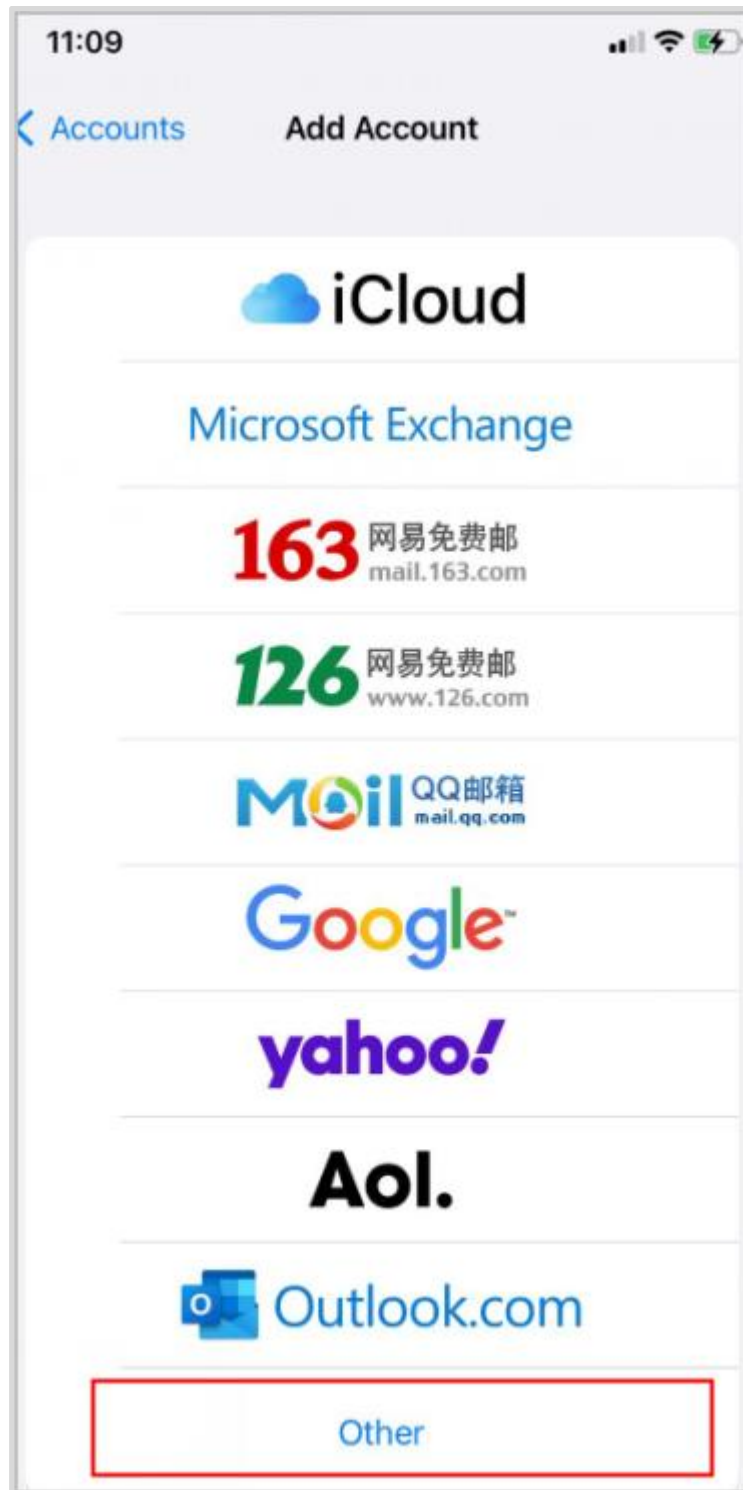 11:09
Accounts
Add Account
iCloud
Microsoft Exchange
163 网易免费邮
mail.163.com
126 网易免费邮
www.126.com
Mail QQ邮箱
mail.qq.com
Google™
yahoo!
Aol.
Outlook.com
Other